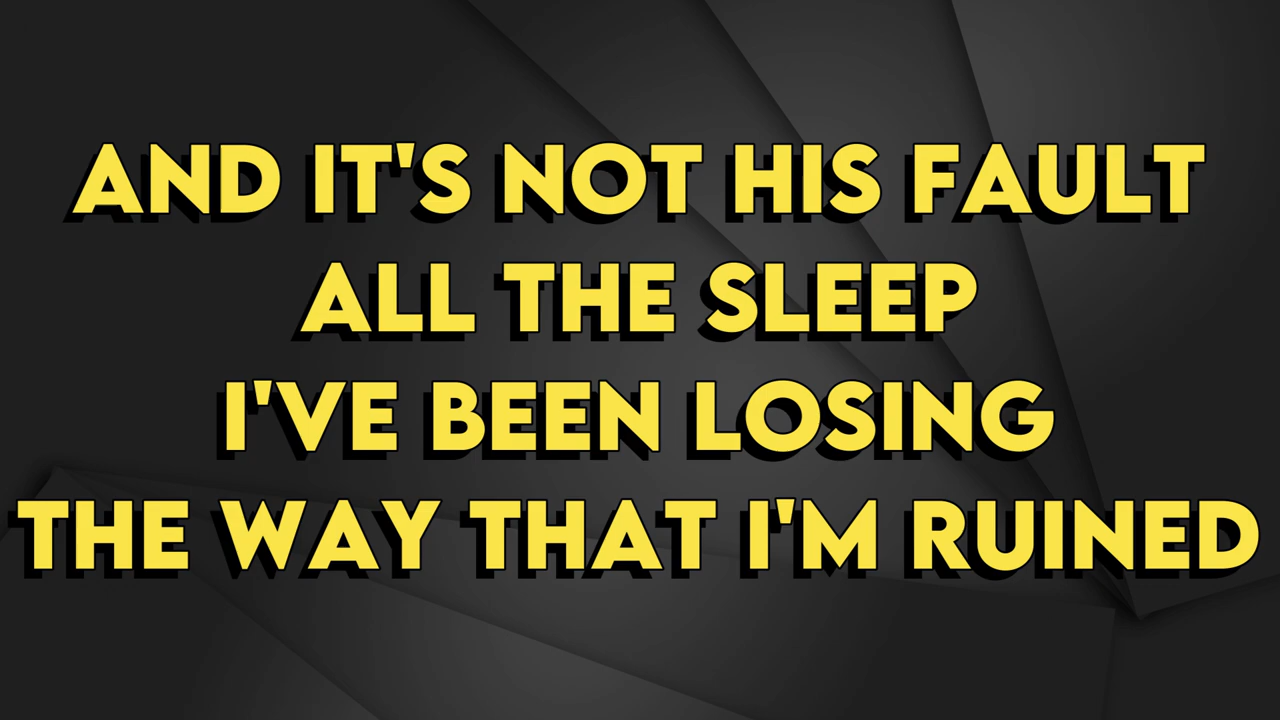 AND IT'S NOT HIS FAULT
ALL THE SLEEP
I'VE BEEN LOSING
THE WAY THAT I'M RUINED